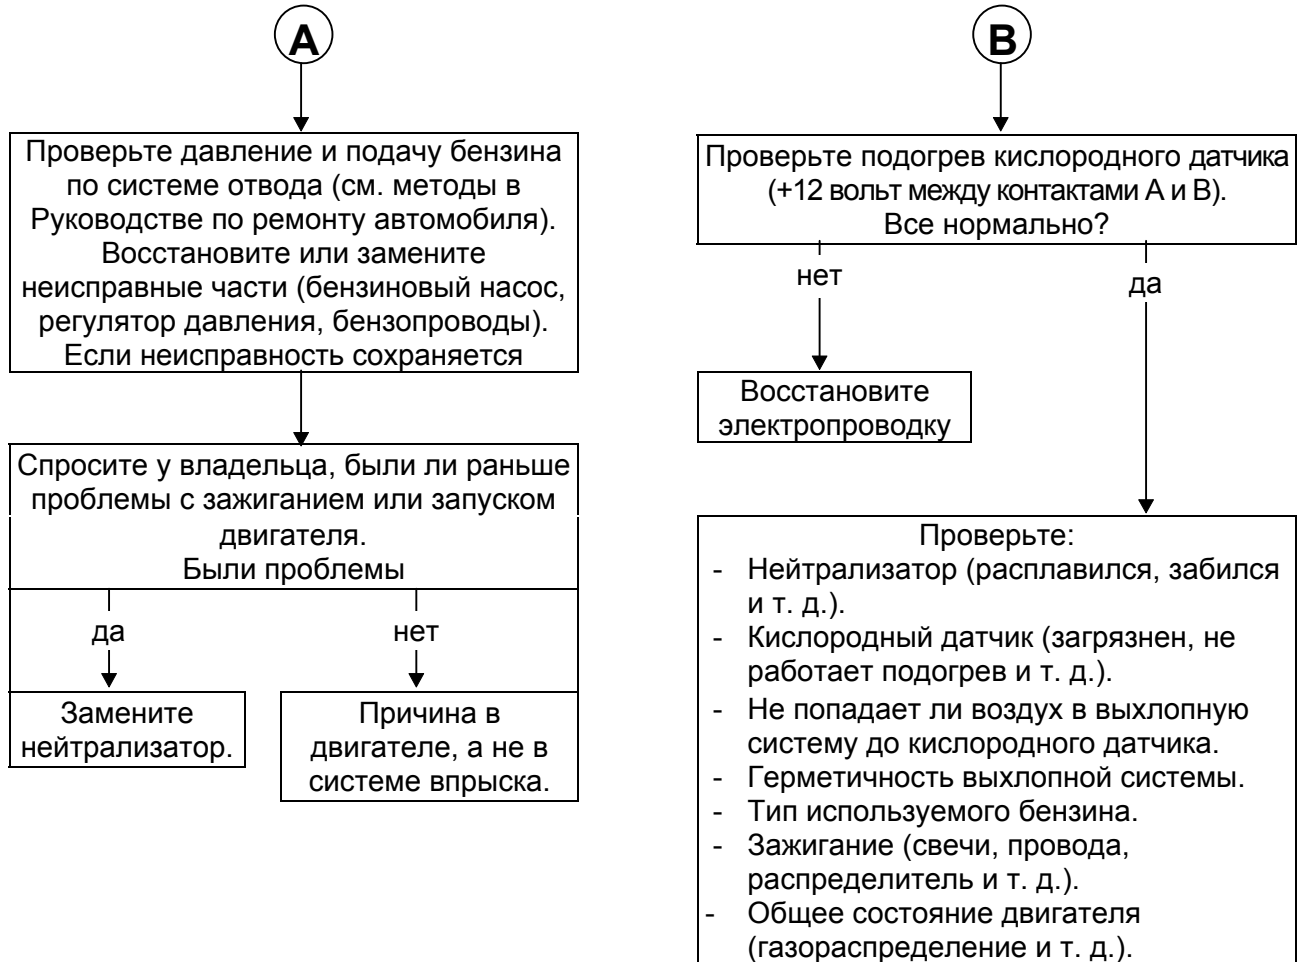 A
Проверьте давление и подачу бензина
по системе отвода (см. методы в
Руководстве по ремонту автомобиля).
Восстановите или замените
неисправные части (бензиновый насос,
регулятор давления, бензопроводы).
Если неисправность сохраняется
Спросите у владельца, были ли раньше
проблемы с зажиганием или запуском
двигателя.
Были проблемы
да
нет
Замените
нейтрализатор.
Причина в
двигателе, а не в
системе впрыска.
B
Проверьте подогрев кислородного датчика
(+12 вольт между контактами А и В).
Все нормально?
нет
да
Восстановите
электропроводку
Проверьте:
- Нейтрализатор (расплавился, забился
и т. д.).
- Кислородный датчик (загрязнен, не
работает подогрев и т. д.).
- Не попадает ли воздух в выхлопную
систему до кислородного датчика.
- Герметичность выхлопной системы.
- Тип используемого бензина.
- Зажигание (свечи, провода,
распределитель и т. д.).
- Общее состояние двигателя
(газораспределение и т. д.).